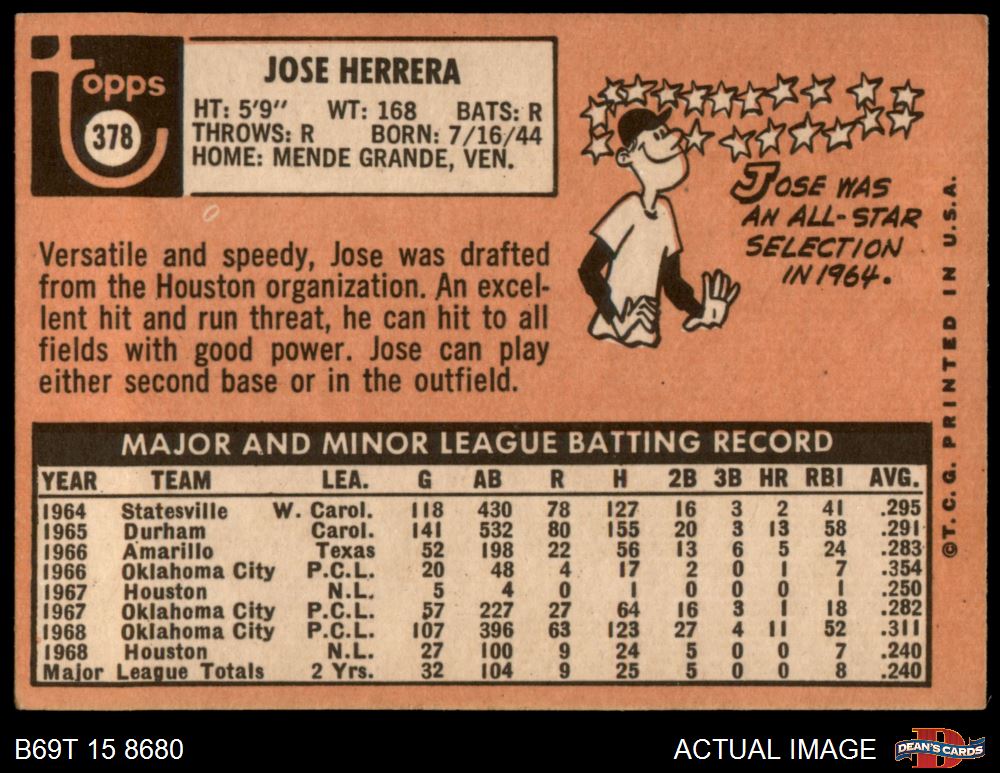 Topps
378
JOSE HERRERA
HT: 5'9" WT: 168 BATS: R
THROWS: R BORN: 7/16/44
HOME: MENDE GRANDE, VEN.
Versatile and speedy, Jose was drafted
from the Houston organization. An excel-
lent hit and run threat, he can hit to all
fields with good power. Jose can play
either second base or in the outfield.
JOSE WAS
AN ALL-STAR
SELECTION
IN 1964.
©T.C.G. PRINTED IN U.S.A.
MAJOR AND MINOR LEAGUE BATTING RECORD
YEAR TEAM LEA. G AB R H 2B 3B HR RBI AVG.
1964 Statesville W. Carol. 118 430 78 127 16 3 2 41 .295
1965 Durham Carol. 141 532 80 155 20 3 13 58 .291
1966 Amarillo Texas 52 198 22 56 13 6 5 24 .283
1966 Oklahoma City P.C.L. 20 48 4 17 2 0 1 7 .354
1967 Houston N.L. 5 4 0 1 0 0 0 1 .250
1967 Oklahoma City P.C.L. 57 227 27 64 16 3 1 18 .282
1968 Oklahoma City P.C.L. 107 396 63 123 27 4 11 52 .311
1968 Houston N.L. 27 100 9 24 5 0 0 7 .240
Major League Totals 2 Yrs. 32 104 9 25 5 0 0 8 .240
B69T 15 8680
ACTUAL IMAGE
D
DEAN'S CARDS